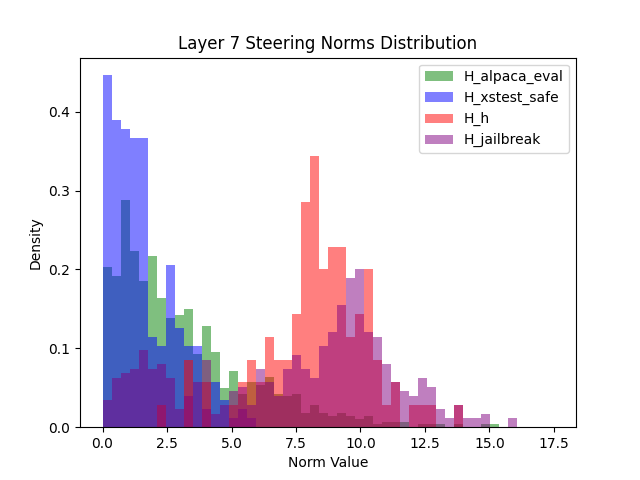 Layer 7 Steering Norms Distribution
H_alpaca_eval
H_xstest_safe
H_h
H_jailbreak
Density
0.4
0.3
0.2
0.1
0.0
0.0 2.5 5.0 7.5 10.0 12.5 15.0 17.5
Norm Value